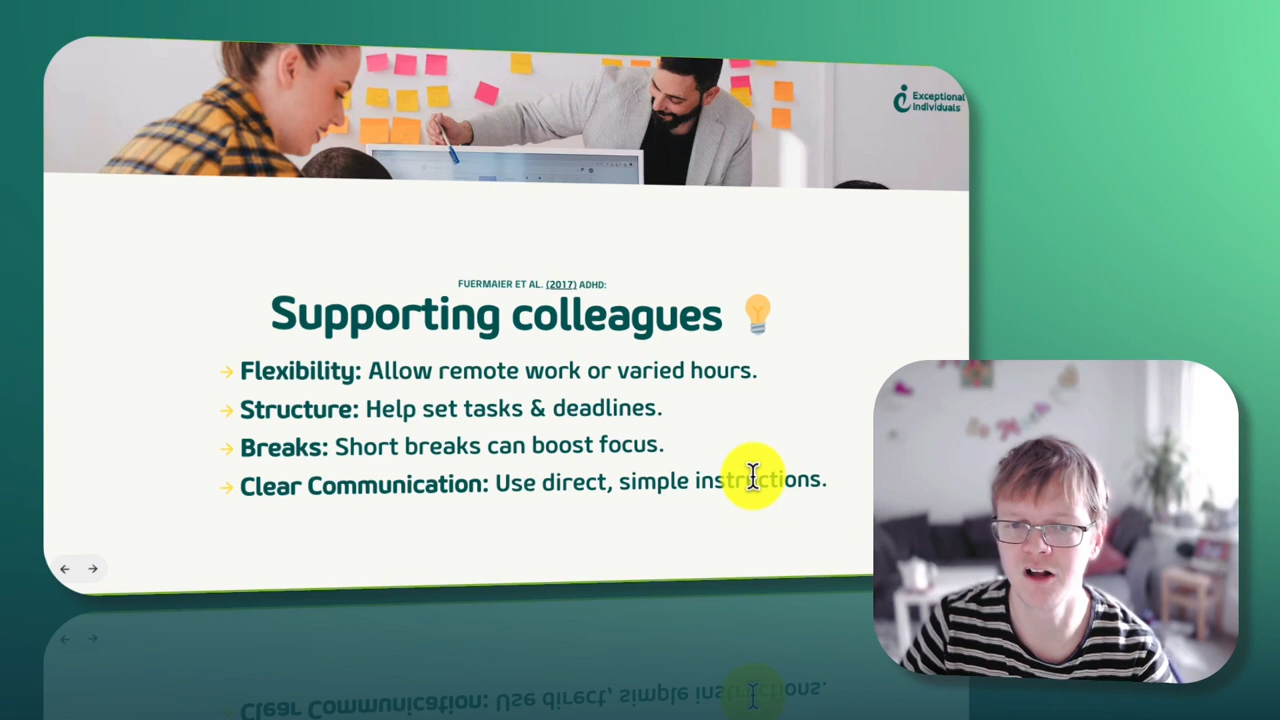 Exceptional
Individuals
FUERMAIER ET AL. (2017) ADHD:
Supporting colleagues
→ Flexibility: Allow remote work or varied hours.
→ Structure: Help set tasks & deadlines.
→ Breaks: Short breaks can boost focus.
→ Clear Communication: Use direct, simple instructions.
← →